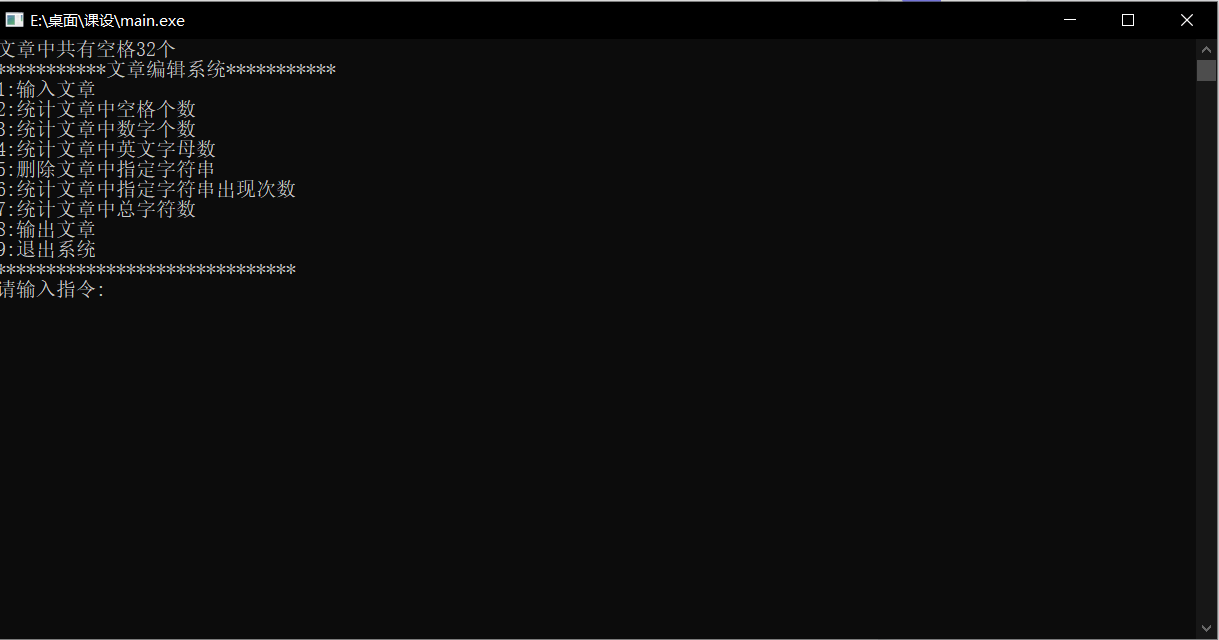 E:\桌面\课设\main.exe
文章中共有空格32个
***********文章编辑系统***********
1:输入文章
2:统计文章中空格个数
3:统计文章中数字个数
4:统计文章中英文字母数
5:删除文章中指定字符串
6:统计文章中指定字符串出现次数
7:统计文章中总字符数
8:输出文章
9:退出系统
******************************
请输入指令: